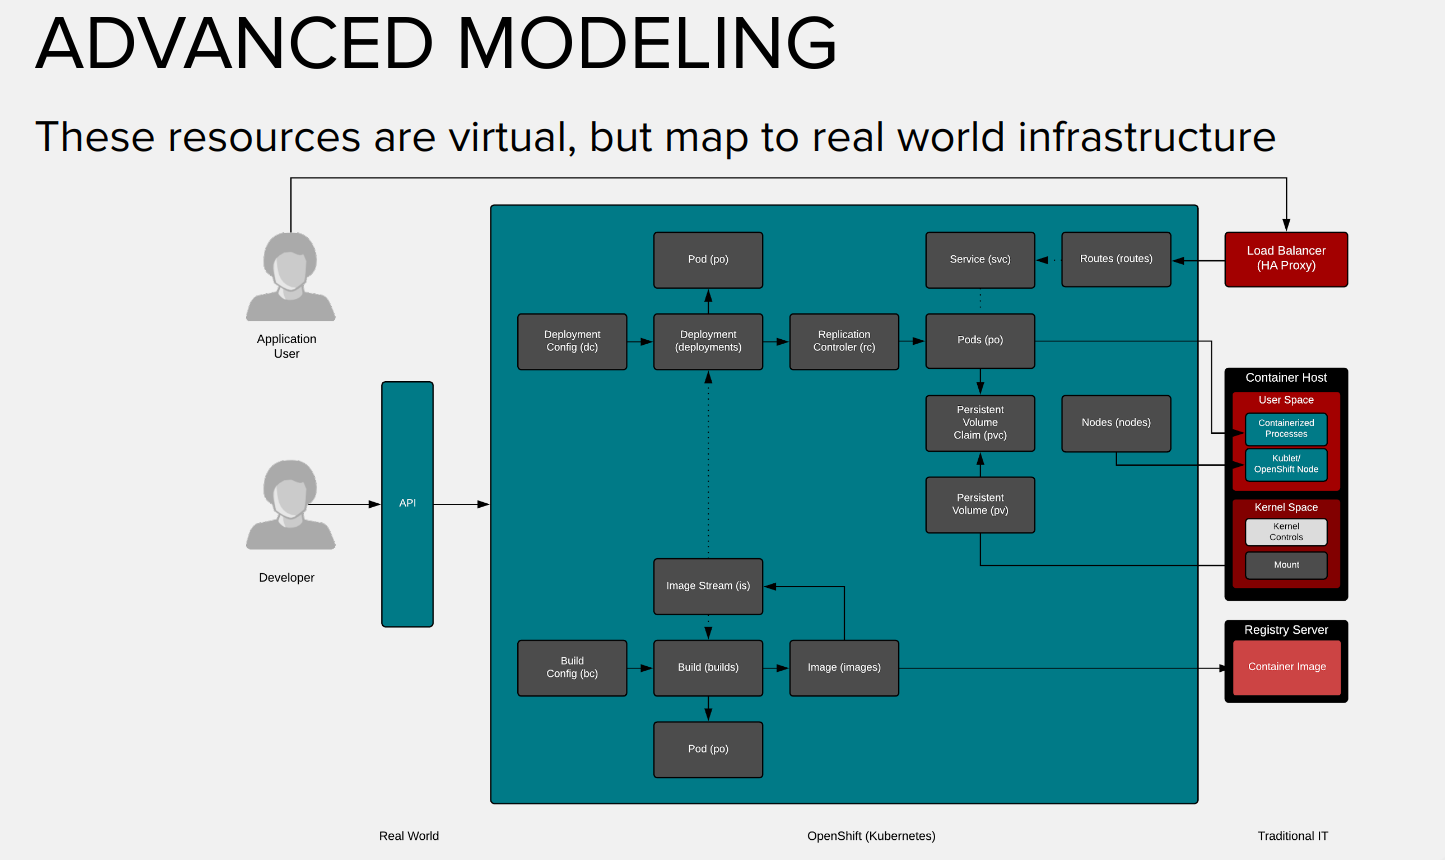 ADVANCED MODELING
These resources are virtual, but map to real world infrastructure
Application
User
Developer
API
Pod (po)
Service (svc)
Routes (routes)
Load Balancer
(HA Proxy)
Deployment
Config (dc)
Deployment
(deployments)
Replication
Controler (rc)
Pods (po)
Persistent
Volume
Claim (pvc)
Nodes (nodes)
Persistent
Volume (pv)
Container Host
User Space
Containerized
Processes
Kublet/
OpenShift Node
Kernel Space
Kernel
Controls
Mount
Image Stream (is)
Build
Config (bc)
Build (builds)
Image (images)
Registry Server
Container Image
Pod (po)
Real World
OpenShift (Kubernetes)
Traditional IT